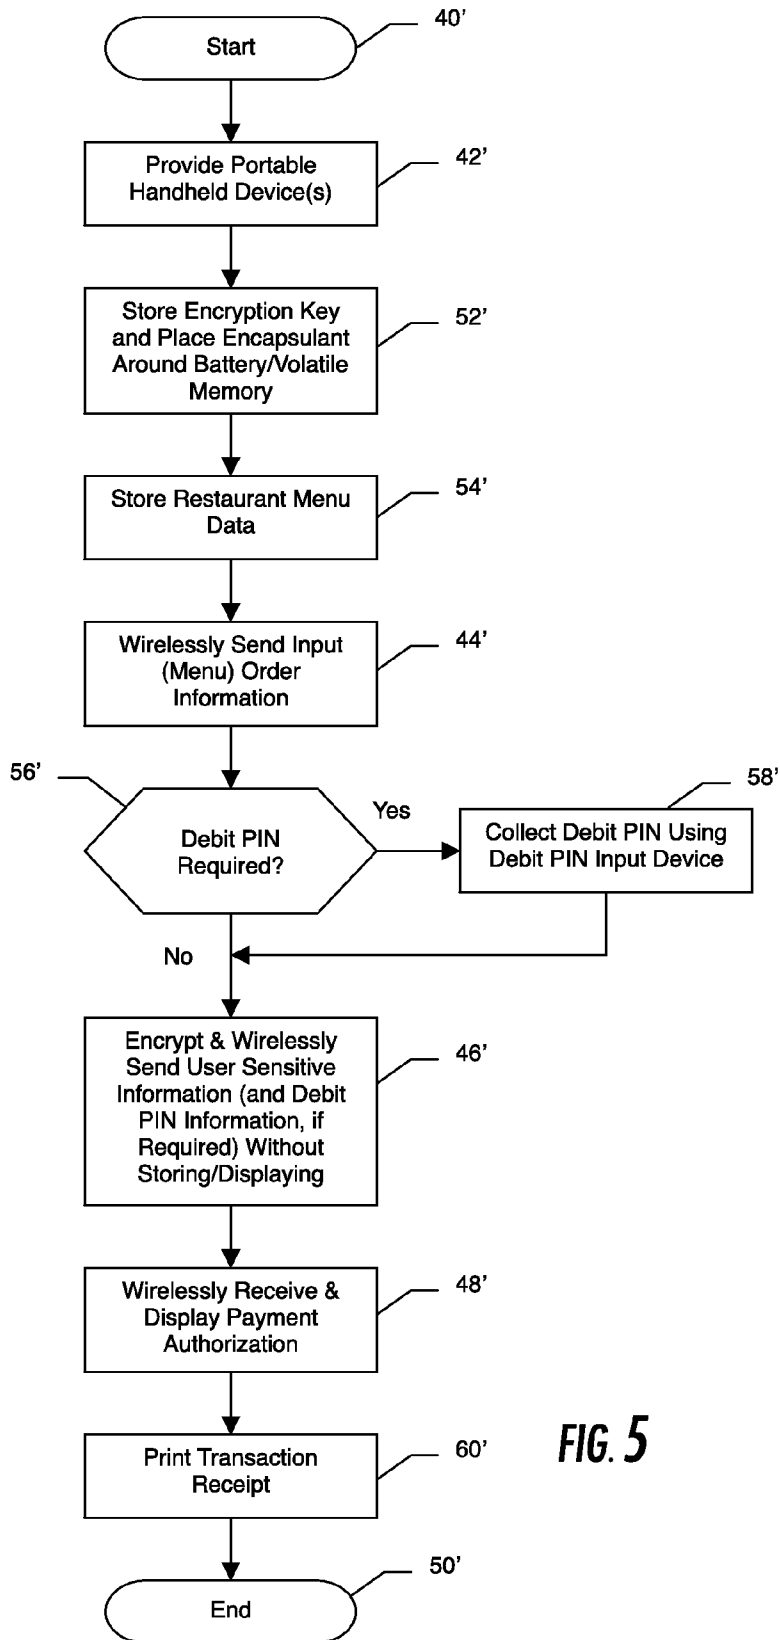 Start
40’
Provide Portable
Handheld Device(s)
42’
Store Encryption Key
and Place Encapsulant
Around Battery/Volatile
Memory
52’
Store Restaurant Menu
Data
54’
Wirelessly Send Input
(Menu) Order
Information
44’
56’
Debit PIN
Required?
Yes
58’
Collect Debit PIN Using
Debit PIN Input Device
No
Encrypt & Wirelessly
Send User Sensitive
Information (and Debit
PIN Information, if
Required) Without
Storing/Displaying
46’
Wirelessly Receive &
Display Payment
Authorization
48’
Print Transaction
Receipt
60’
End
50’
FIG. 5